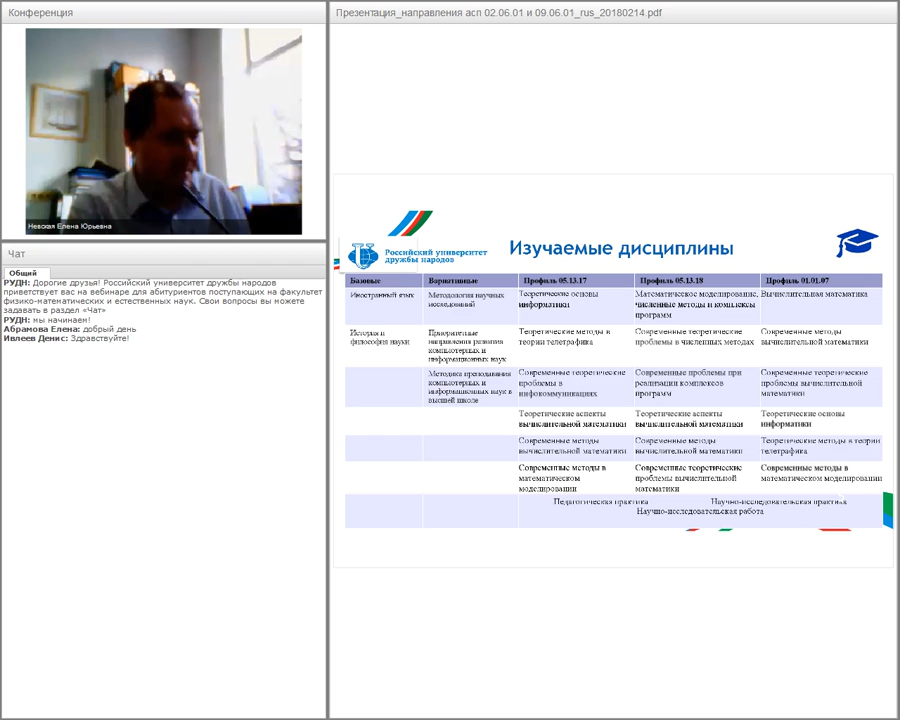 Конференция
Невская Елена Юрьевна
Чат
Общий
РУДН: Дорогие друзья! Российский университет дружбы народов
приветствует вас на вебинаре для абитуриентов поступающих на факультет
физико-математических и естественных наук. Свои вопросы вы можете
задавать в раздел «Чат»
РУДН: мы начинаем!
Абрамова Елена: добрый день
Ивлеев Денис: Здравствуйте!
Презентация_направления асп 02.06.01 и 09.06.01_rus_20180214.pdf
Российский университет
дружбы народов
Изучаемые дисциплины
Базовые Вариативные Профиль 05.13.17 Профиль 05.13.18 Профиль 01.01.07
Иностранный язык
Методология научных
исследований
Теоретические основы
информатики
Математическое моделирование,
численные методы и комплексы
программ
Вычислительная математика
История и
философия науки
Приоритетные
направления развития
компьютерных и
информационных наук
Теоретические методы в
теории телетрафика
Современные теоретические
проблемы в численных методах
Современные методы
вычислительной математики
Методика преподавания
компьютерных и
информационных наук в
высшей школе
Современные теоретические
проблемы в
инфокоммуникациях
Современные проблемы при
реализации комплексов
программ
Современные теоретические
проблемы вычислительной
математики
Теоретические аспекты
вычислительной математики
Теоретические аспекты
вычислительной математики
Теоретические основы
информатики
Современные методы
вычислительной математики
Современные методы
вычислительной математики
Теоретические методы в теории
телетрафика
Современные методы в
математическом
моделировании
Современные теоретические
проблемы вычислительной
математики
Современные методы в
математическом моделировании
Педагогическая практика Научно-исследовательская практика
Научно-исследовательская работа